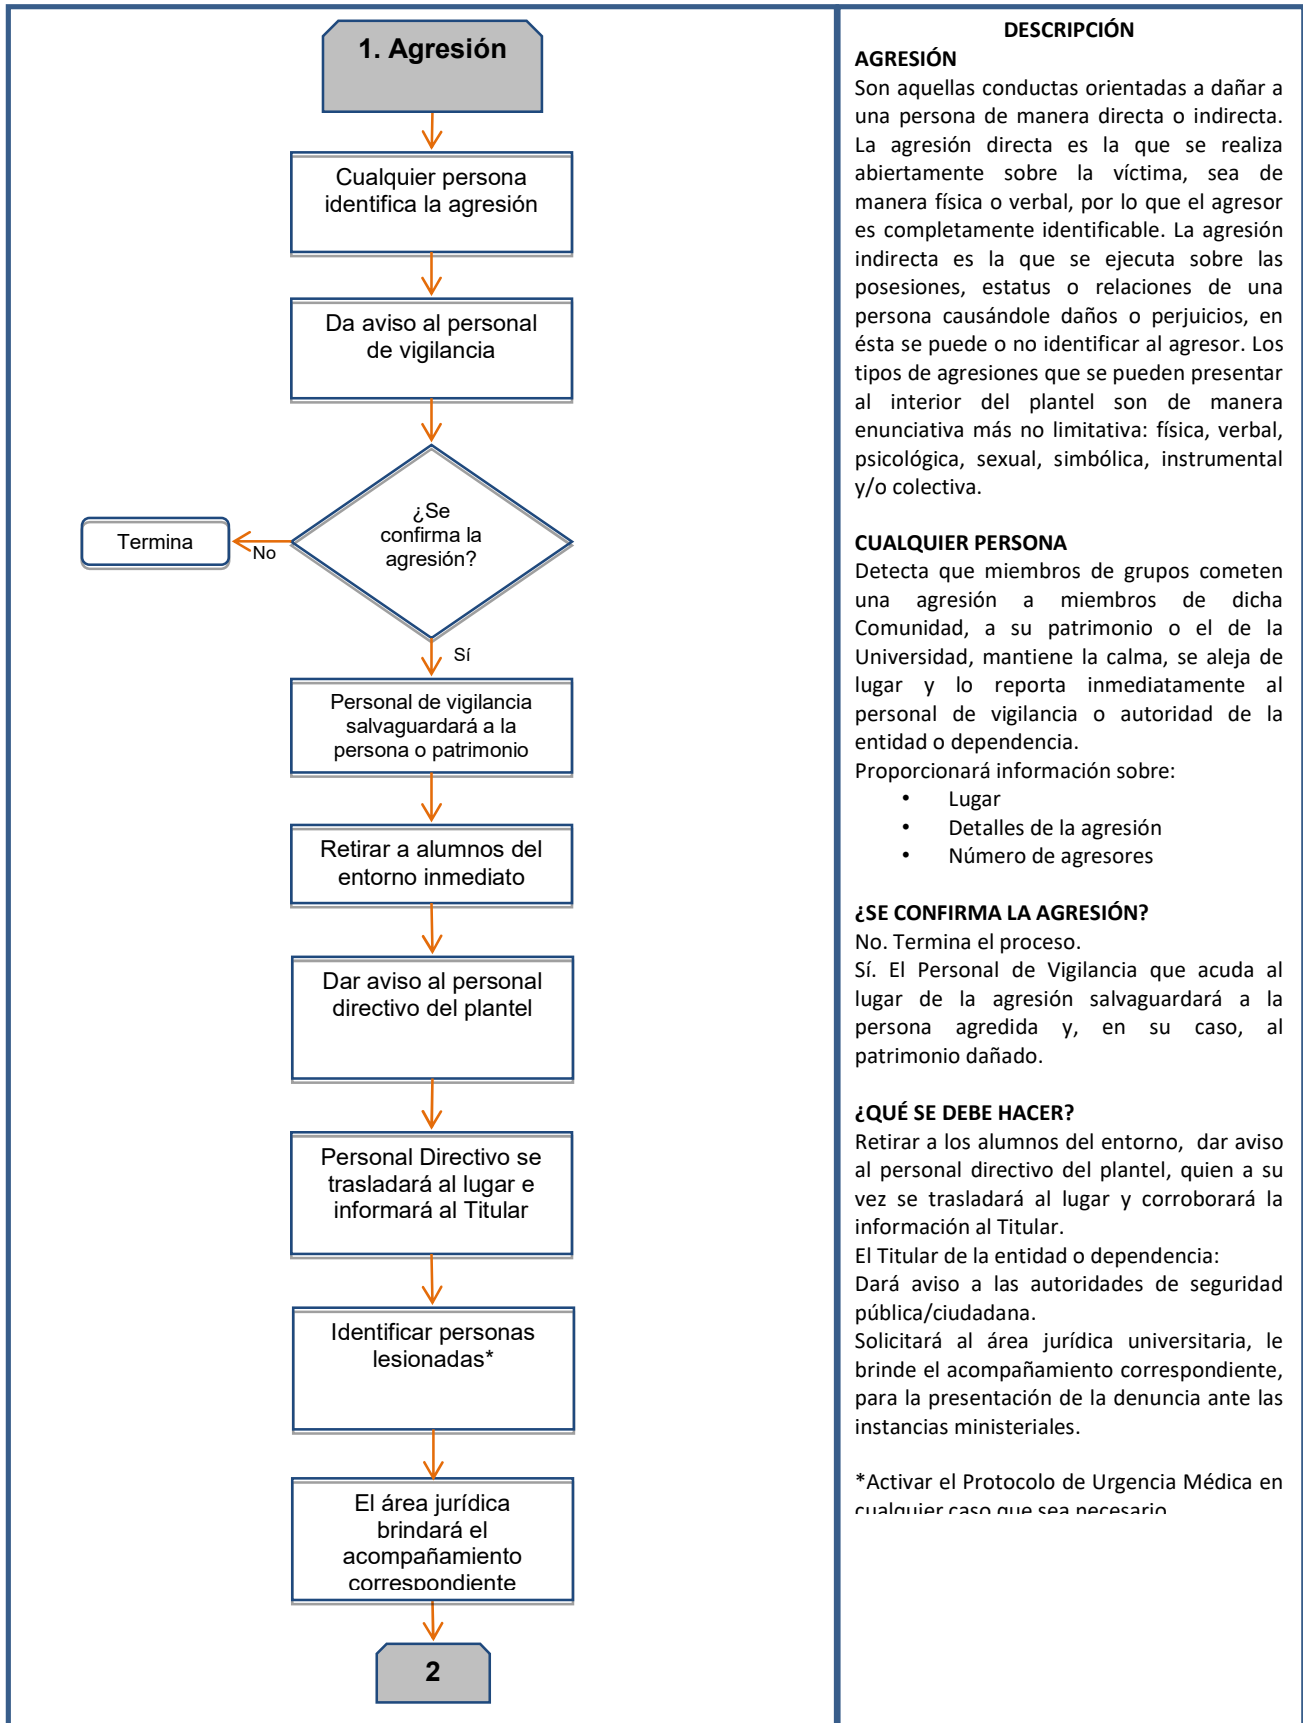 1. Agresión
Cualquier persona
identifica la agresión
Da aviso al personal
de vigilancia
¿Se
confirma la
agresión?
Termina
No
Sí
Personal de vigilancia
salvaguardará a la
persona o patrimonio
Retirar a alumnos del
entorno inmediato
Dar aviso al personal
directivo del plantel
Personal Directivo se
trasladará al lugar e
informará al Titular
Identificar personas
lesionadas*
El área jurídica
brindará el
acompañamiento
correspondiente
2
DESCRIPCIÓN
AGRESIÓN
Son aquellas conductas orientadas a dañar a
una persona de manera directa o indirecta.
La agresión directa es la que se realiza
abiertamente sobre la víctima, sea de
manera física o verbal, por lo que el agresor
es completamente identificable. La agresión
indirecta es la que se ejecuta sobre las
posesiones, estatus o relaciones de una
persona causándole daños o perjuicios, en
ésta se puede o no identificar al agresor. Los
tipos de agresiones que se pueden presentar
al interior del plantel son de manera
enunciativa más no limitativa: física, verbal,
psicológica, sexual, simbólica, instrumental
y/o colectiva.
CUALQUIER PERSONA
Detecta que miembros de grupos cometen
una agresión a miembros de dicha
Comunidad, a su patrimonio o el de la
Universidad, mantiene la calma, se aleja de
lugar y lo reporta inmediatamente al
personal de vigilancia o autoridad de la
entidad o dependencia.
Proporcionará información sobre:
• Lugar
• Detalles de la agresión
• Número de agresores
¿SE CONFIRMA LA AGRESIÓN?
No. Termina el proceso.
Sí. El Personal de Vigilancia que acuda al
lugar de la agresión salvaguardará a la
persona agredida y, en su caso, al
patrimonio dañado.
¿QUÉ SE DEBE HACER?
Retirar a los alumnos del entorno, dar aviso
al personal directivo del plantel, quien a su
vez se trasladará al lugar y corroborará la
información al Titular.
El Titular de la entidad o dependencia:
Dará aviso a las autoridades de seguridad
pública/ciudadana.
Solicitará al área jurídica universitaria, le
brinde el acompañamiento correspondiente,
para la presentación de la denuncia ante las
instancias ministeriales.
*Activar el Protocolo de Urgencia Médica en
cualquier caso que sea necesario